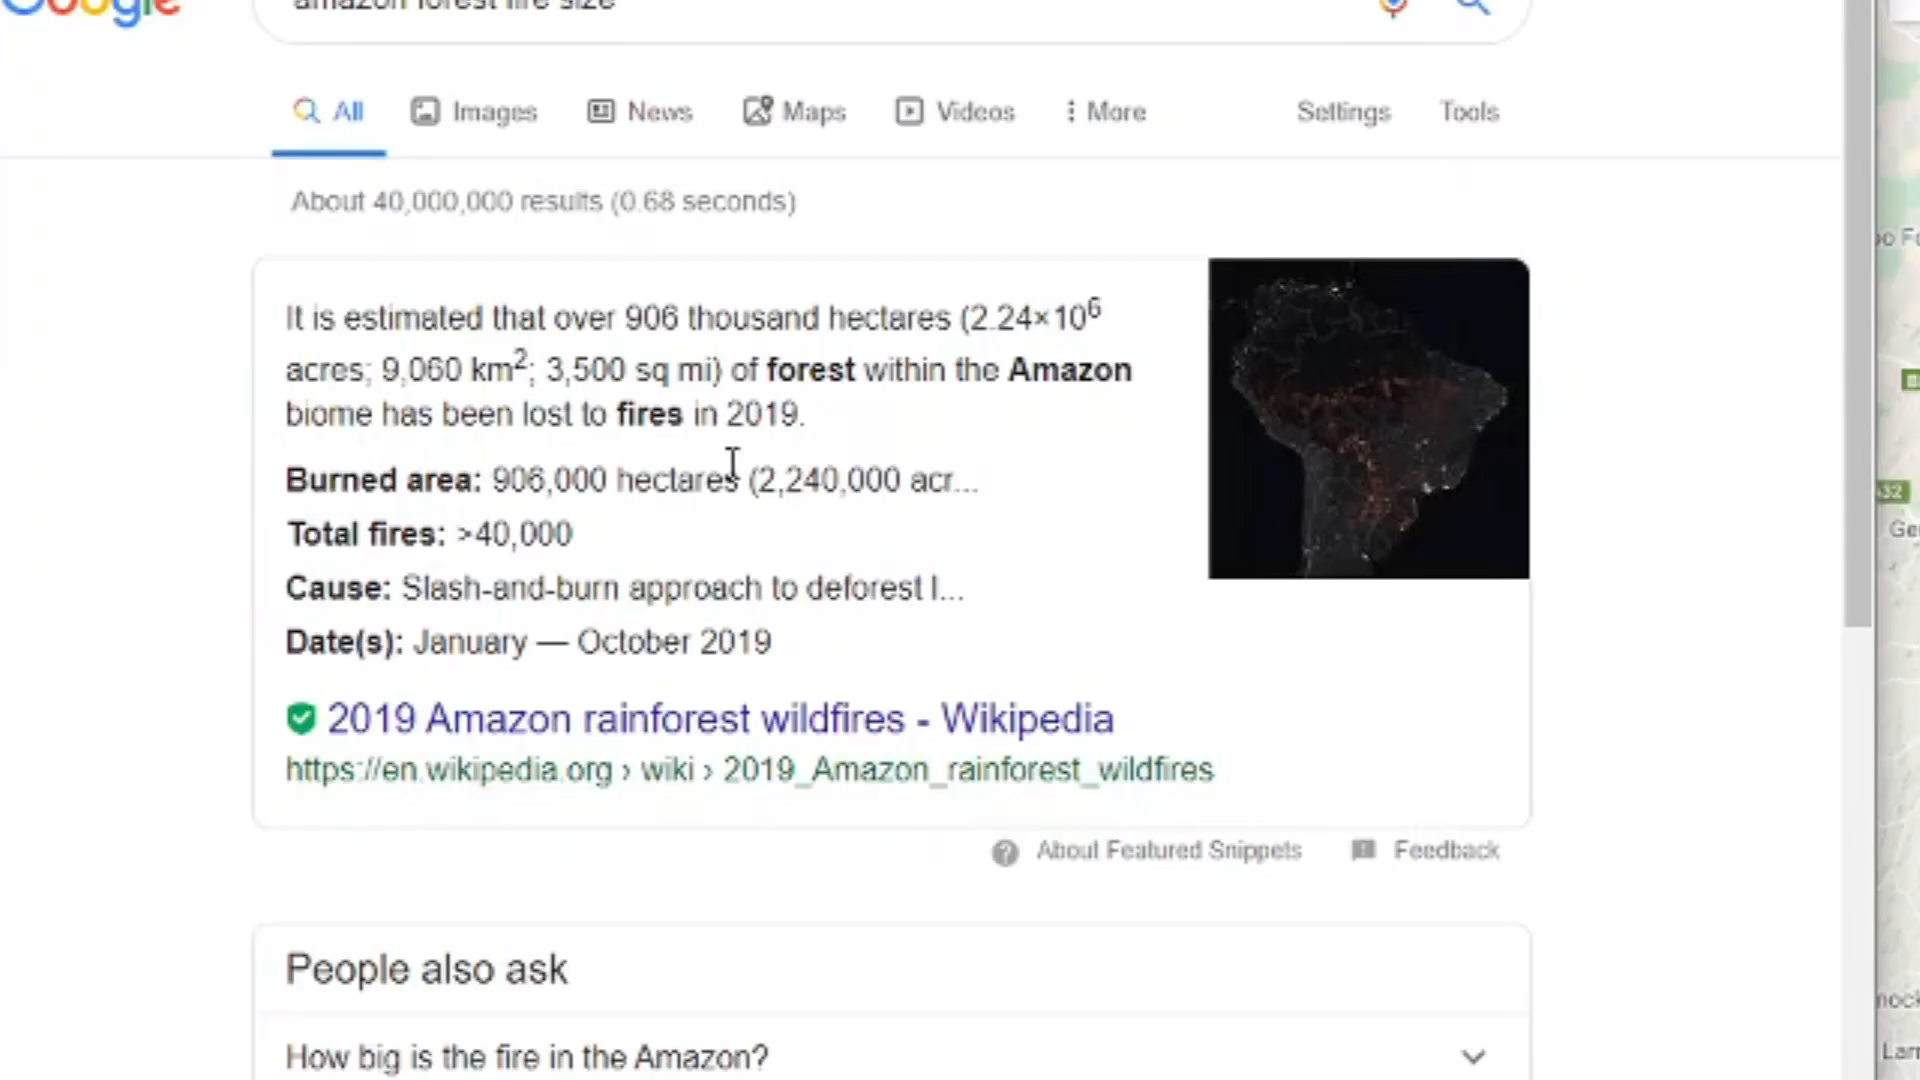 Google
amazon forest fire size
All Images News Maps Videos More Settings Tools
About 40,000,000 results (0.68 seconds)
It is estimated that over 906 thousand hectares (2.24×10⁶
acres; 9,060 km²; 3,500 sq mi) of forest within the Amazon
biome has been lost to fires in 2019.
Burned area: 906,000 hectares (2,240,000 acr...
Total fires: >40,000
Cause: Slash-and-burn approach to deforest l...
Date(s): January — October 2019
2019 Amazon rainforest wildfires - Wikipedia
https://en.wikipedia.org › wiki › 2019_Amazon_rainforest_wildfires
About Featured Snippets Feedback
People also ask
How big is the fire in the Amazon?